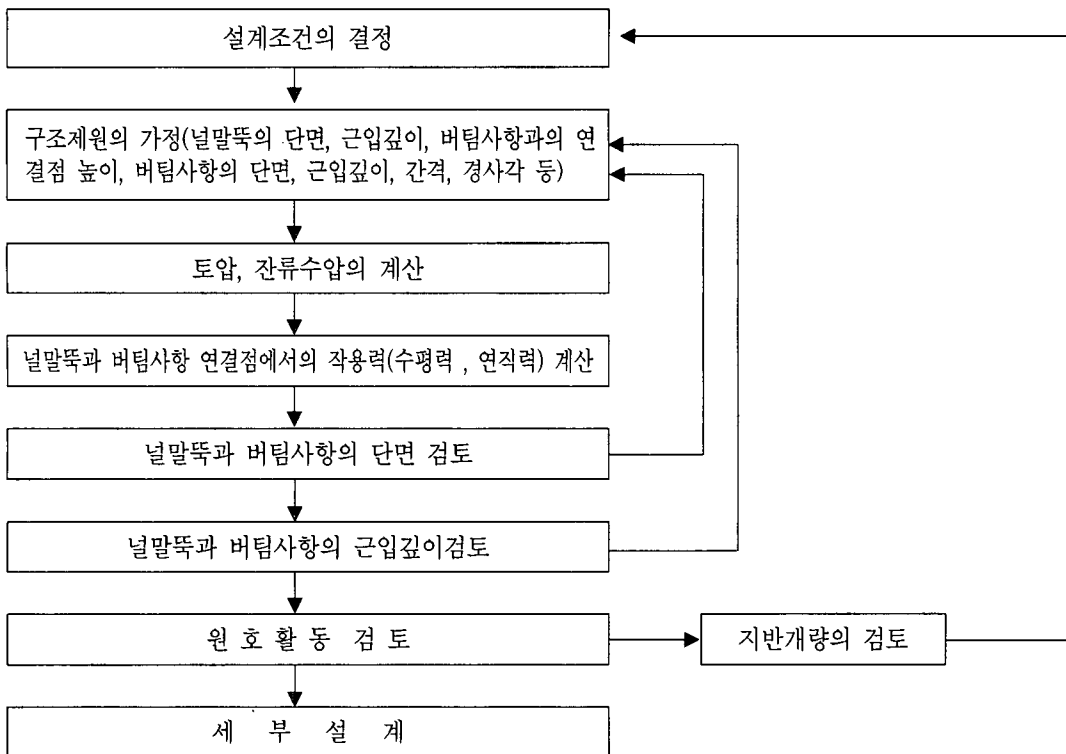 설계조건의 결정
구조제원의 가정(널말뚝의 단면, 근입깊이, 버팀사항과의 연
결점 높이, 버팀사항의 단면, 근입깊이, 간격, 경사각 등)
토압, 잔류수압의 계산
널말뚝과 버팀사항 연결점에서의 작용력(수평력 , 연직력) 계산
널말뚝과 버팀사항의 단면 검토
널말뚝과 버팀사항의 근입깊이검토
원 호 활 동 검 토
지반개량의 검토
세 부 설 계